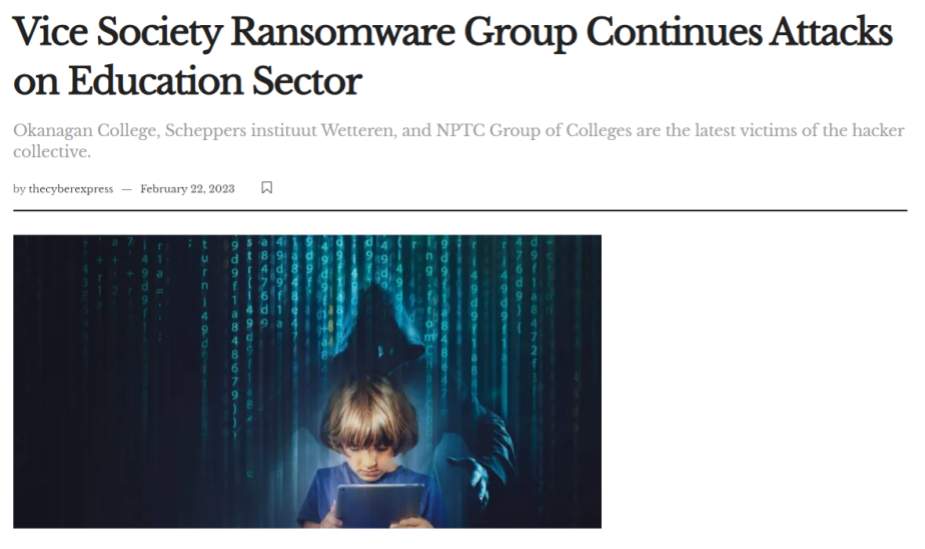 Vice Society Ransomware Group Continues Attacks
on Education Sector
Okanagan College, Scheppers instituut Wetteren, and NPTC Group of Colleges are the latest victims of the hacker
collective.
by thecyberexpress — February 22, 2023